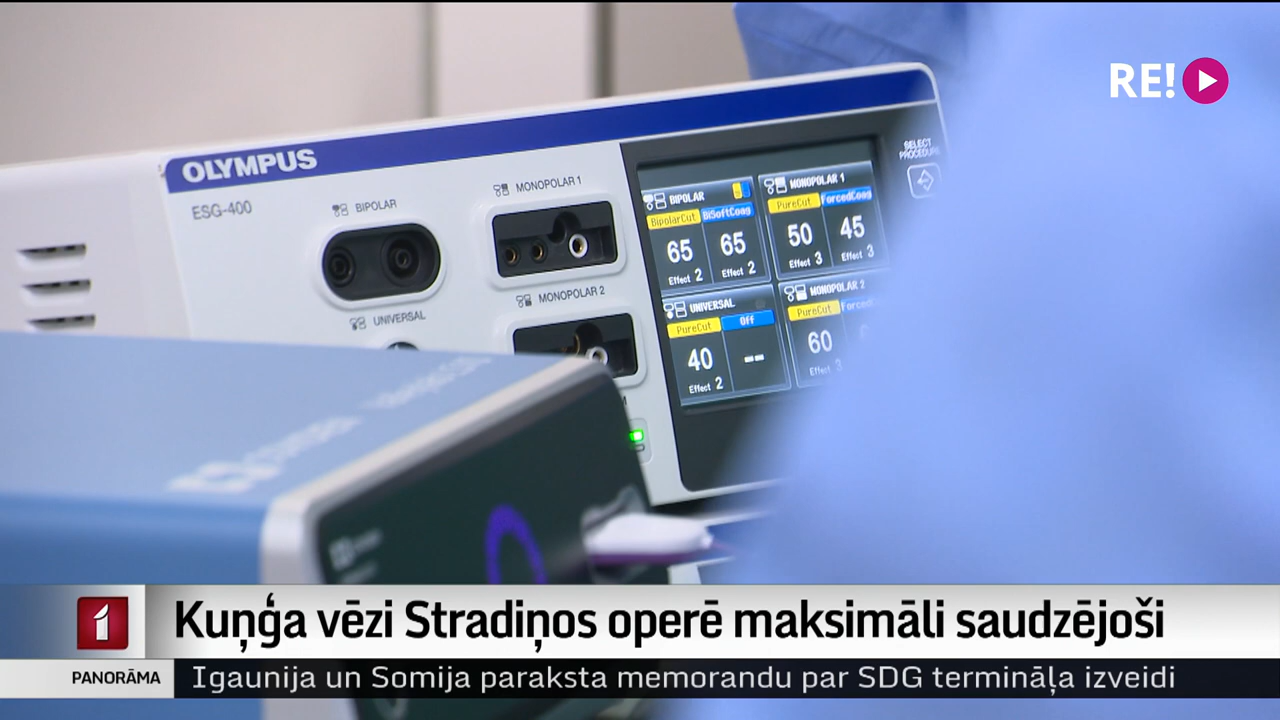 RE!
OLYMPUS
ESG-400
BIPOLAR
MONOPOLAR 1
UNIVERSAL
MONOPOLAR 2
SELECT
PROCEDURE
BIPOLAR
BipolarCut BiSoftCoag
65 65
Effect 2 Effect 2
MONOPOLAR 1
PureCut ForcedCoag
50 45
Effect 3 Effect 3
UNIVERSAL
PureCut Off
40 --
Effect 2
MONOPOLAR 2
PureCut Forced
60
Effect 3
1 Kuņģa vēzi Stradiņos operē maksimāli saudzējoši
PANORĀMA Igaunija un Somija paraksta memorandu par SDG termināļa izveidi